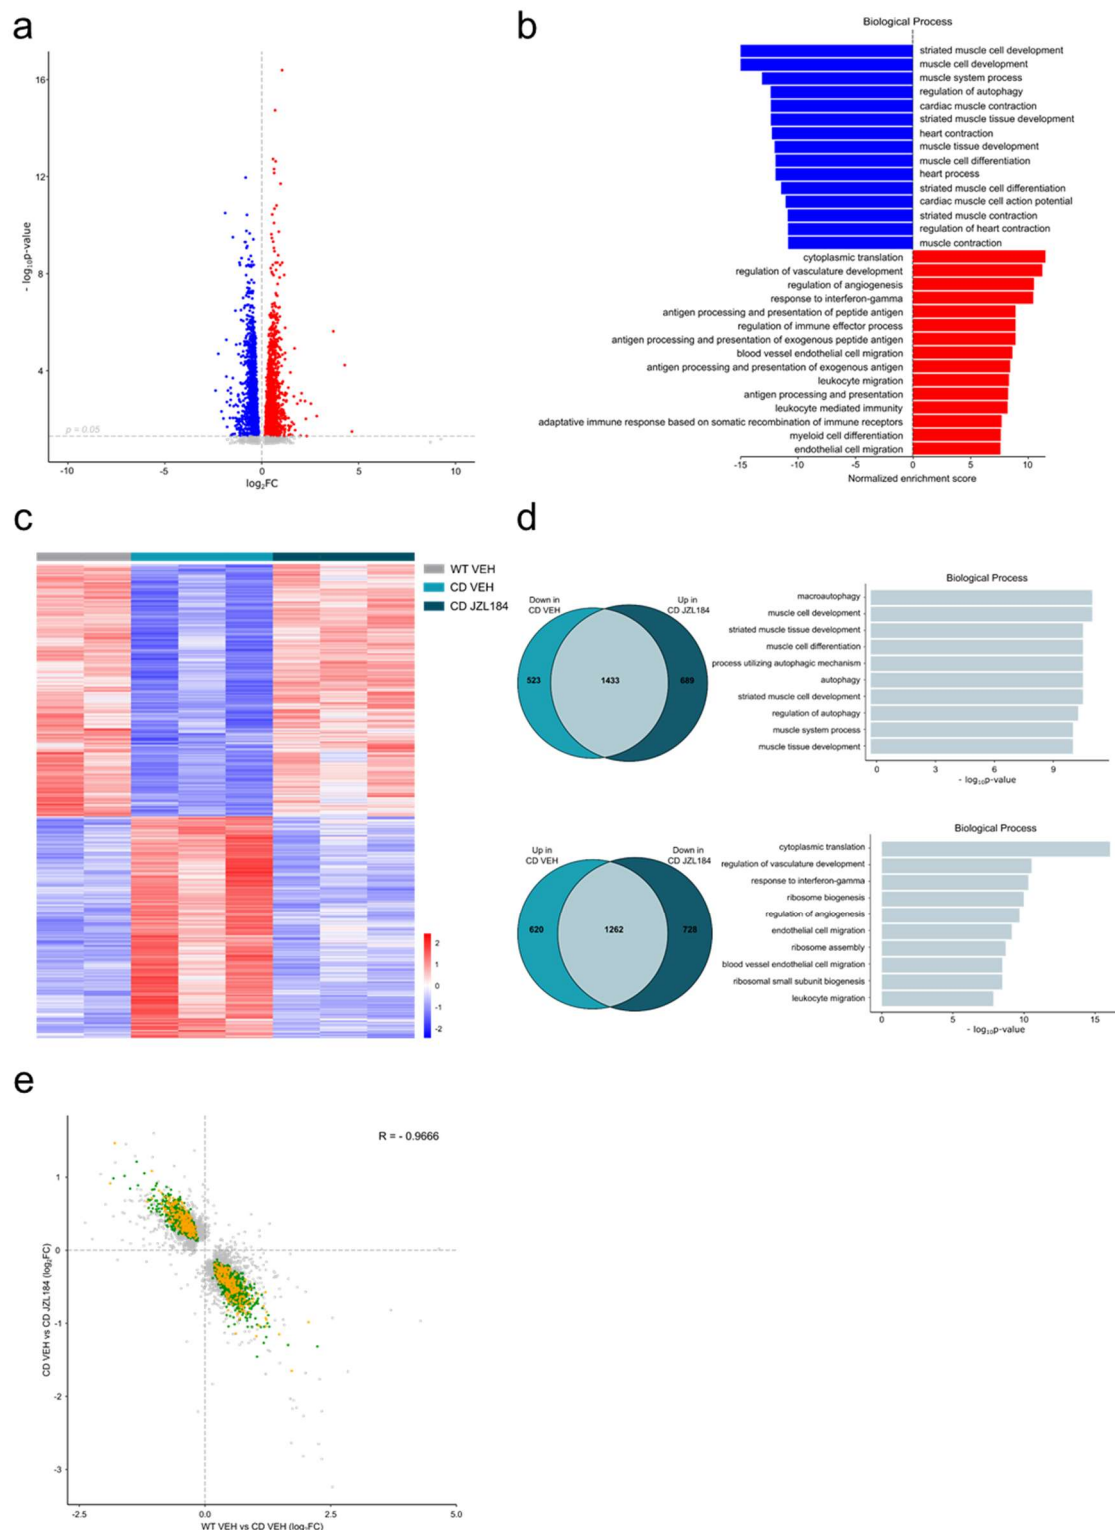 a
16
12
8
4
- log10p-value
p = 0.05
-10
-5
0
5
10
log2FC
b
Biological Process
striated muscle cell development
muscle cell development
muscle system process
regulation of autophagy
cardiac muscle contraction
striated muscle tissue development
heart contraction
muscle tissue development
muscle cell differentiation
heart process
striated muscle cell differentiation
cardiac muscle cell action potential
striated muscle contraction
regulation of heart contraction
muscle contraction
cytoplasmic translation
regulation of vasculature development
regulation of angiogenesis
response to interferon-gamma
antigen processing and presentation of peptide antigen
regulation of immune effector process
antigen processing and presentation of exogenous peptide antigen
blood vessel endothelial cell migration
antigen processing and presentation of exogenous antigen
leukocyte migration
antigen processing and presentation
leukocyte mediated immunity
adaptative immune response based on somatic recombination of immune receptors
myeloid cell differentiation
endothelial cell migration
-15
-10
-5
0
5
10
Normalized enrichment score
c
WT VEH
CD VEH
CD JZL184
2
1
0
-1
-2
d
Down in
CD VEH
Up in
CD JZL184
523
1433
689
Biological Process
macroautophagy
muscle cell development
striated muscle tissue development
muscle cell differentiation
process utilizing autophagic mechanism
autophagy
striated muscle cell development
regulation of autophagy
muscle system process
muscle tissue development
0
3
6
9
- log10p-value
Up in
CD VEH
Down in
CD JZL184
620
1262
728
Biological Process
cytoplasmic translation
regulation of vasculature development
response to interferon-gamma
ribosome biogenesis
regulation of angiogenesis
endothelial cell migration
ribosome assembly
blood vessel endothelial cell migration
ribosomal small subunit biogenesis
leukocyte migration
0
5
10
15
- log10p-value
e
R = - 0.9666
1
0
-1
-2
-3
CD VEH vs CD JZL184 (log2FC)
-2.5
0.0
2.5
5.0
WT VEH vs CD VEH (log2FC)